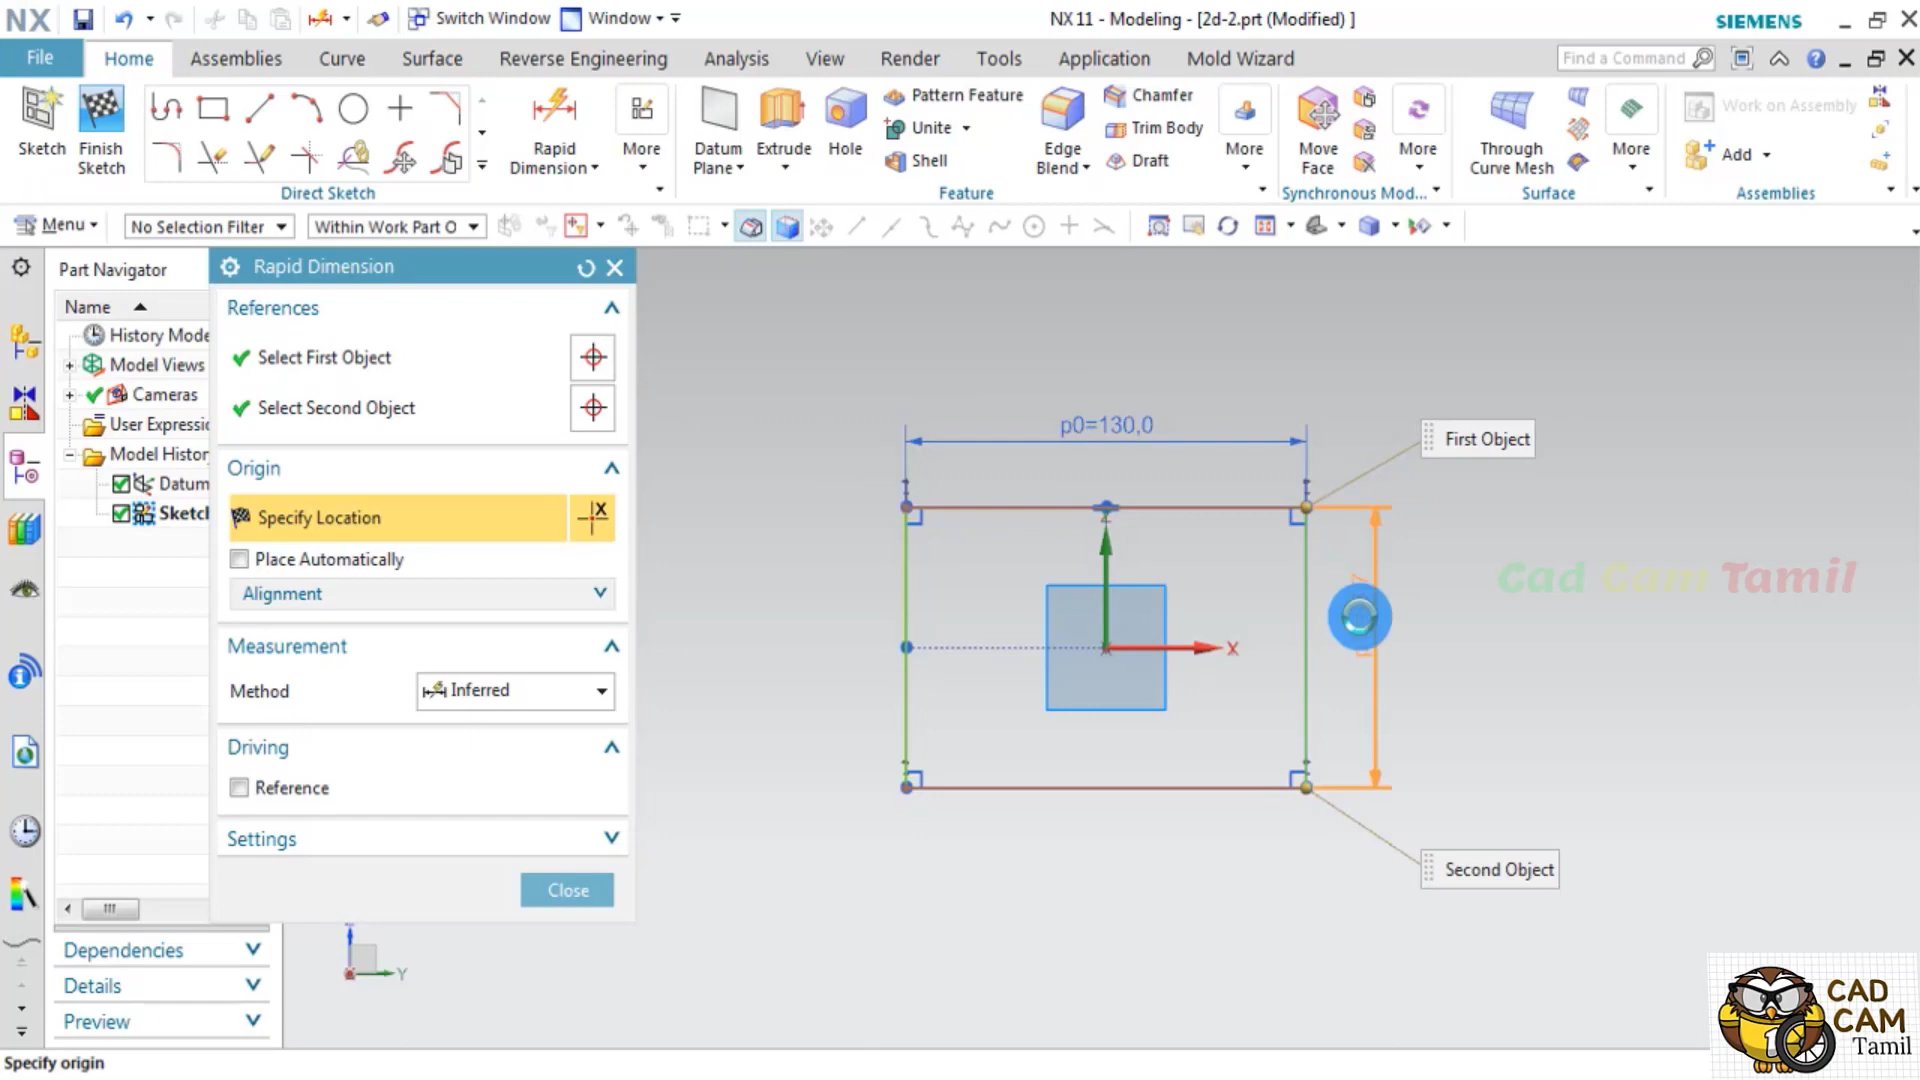 NX
Switch Window
Window
NX 11 - Modeling - [2d-2.prt (Modified) ]
SIEMENS
File
Home
Assemblies
Curve
Surface
Reverse Engineering
Analysis
View
Render
Tools
Application
Mold Wizard
Find a Command
Sketch
Finish
Sketch
Direct Sketch
Rapid
Dimension
More
Datum
Plane
Extrude
Hole
Pattern Feature
Unite
Shell
Edge
Blend
Chamfer
Trim Body
Draft
More
Feature
Move
Face
More
Synchronous Mod...
Through
Curve Mesh
More
Surface
Work on Assembly
Add
Assemblies
Menu
No Selection Filter
Within Work Part O
Part Navigator
Name
History Mode
Model Views
Cameras
User Expressi
Model Histor
Datum
Sketch
Dependencies
Details
Preview
Rapid Dimension
References
Select First Object
Select Second Object
Origin
Specify Location
Place Automatically
Alignment
Measurement
Method
Inferred
Driving
Reference
Settings
Close
p0=130,0
First Object
Z
X
Second Object
Y
Cad Cam Tamil
CAD
CAM
Tamil
Specify origin